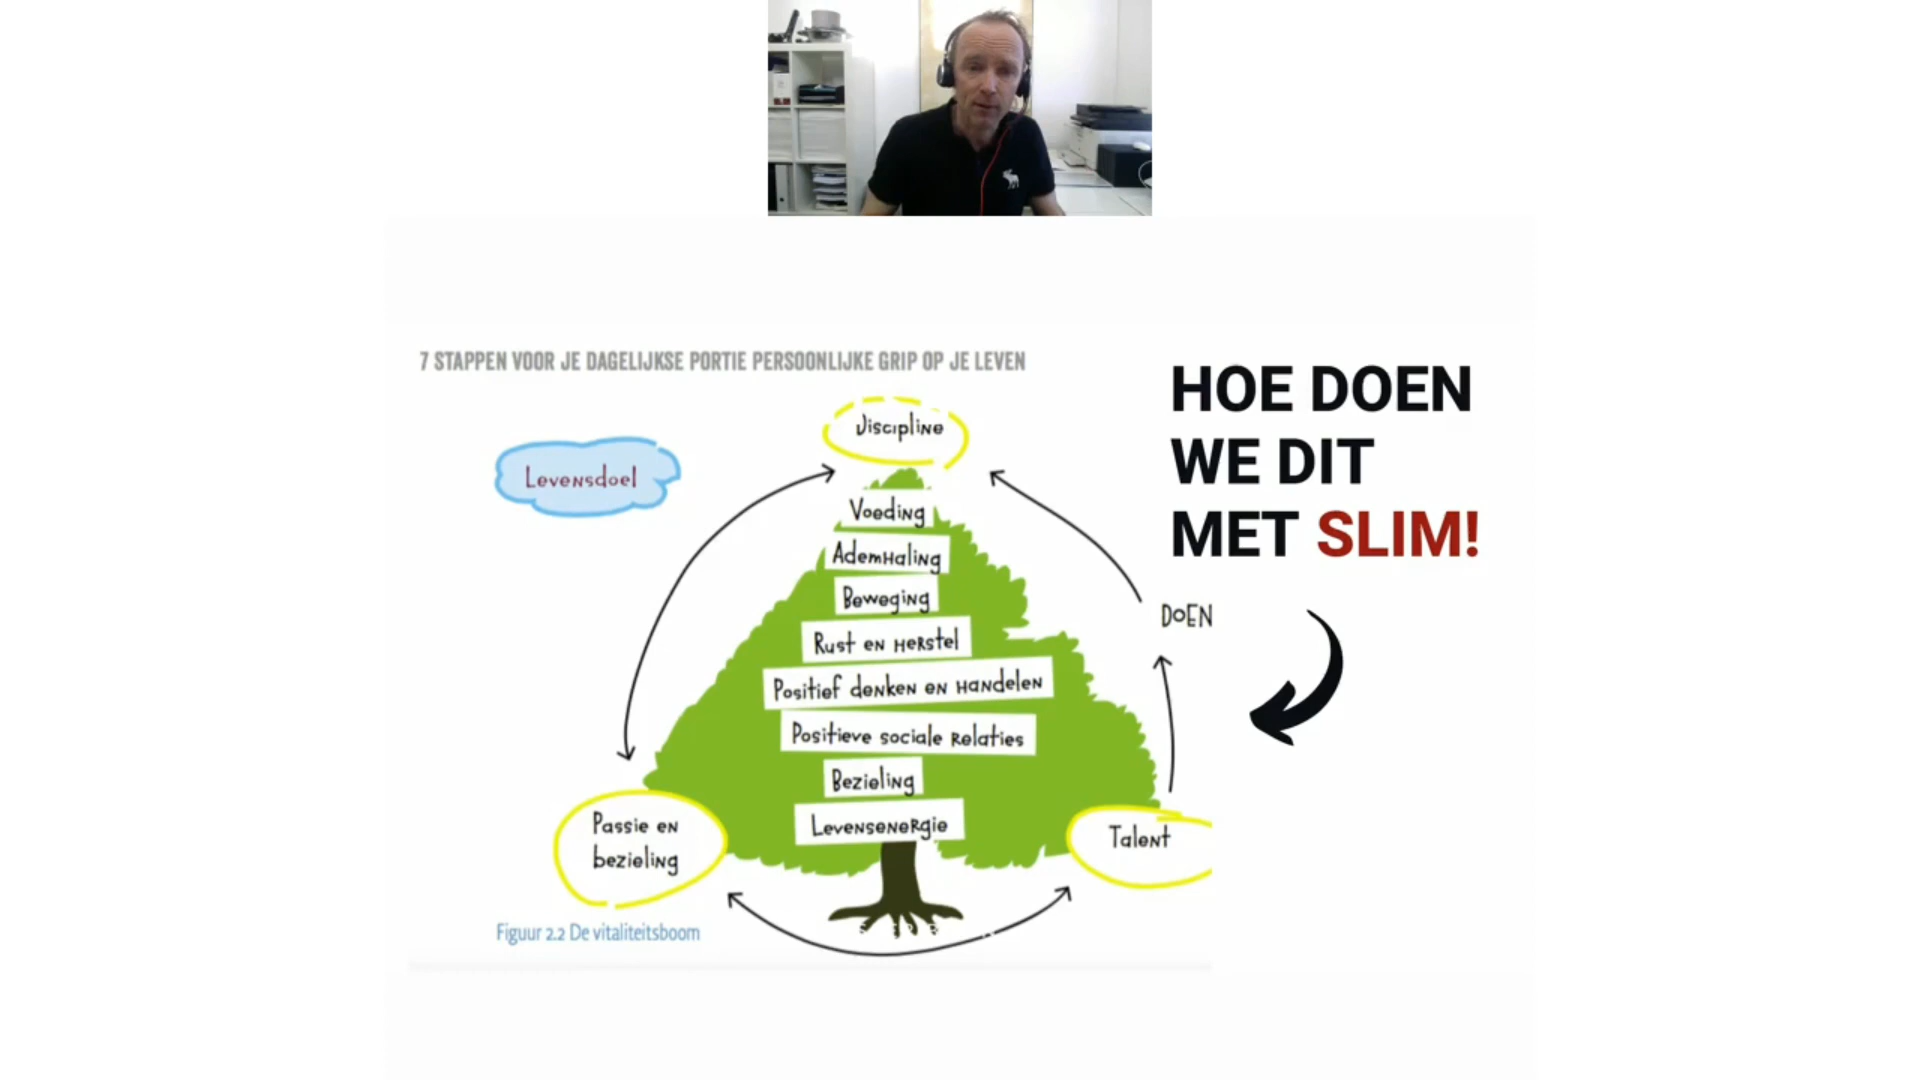 7 STAPPEN VOOR JE DAGELIJKSE PORTIE PERSOONLIJKE GRIP OP JE LEVEN
HOE DOEN
WE DIT
MET SLIM!
Discipline
Levensdoel
Voeding
Ademhaling
Beweging
DOEN
Rust en herstel
Positief denken en handelen
Positieve sociale relaties
Bezieling
Levensenergie
Passie en
bezieling
Talent
Figuur 2.2 De vitaliteitsboom